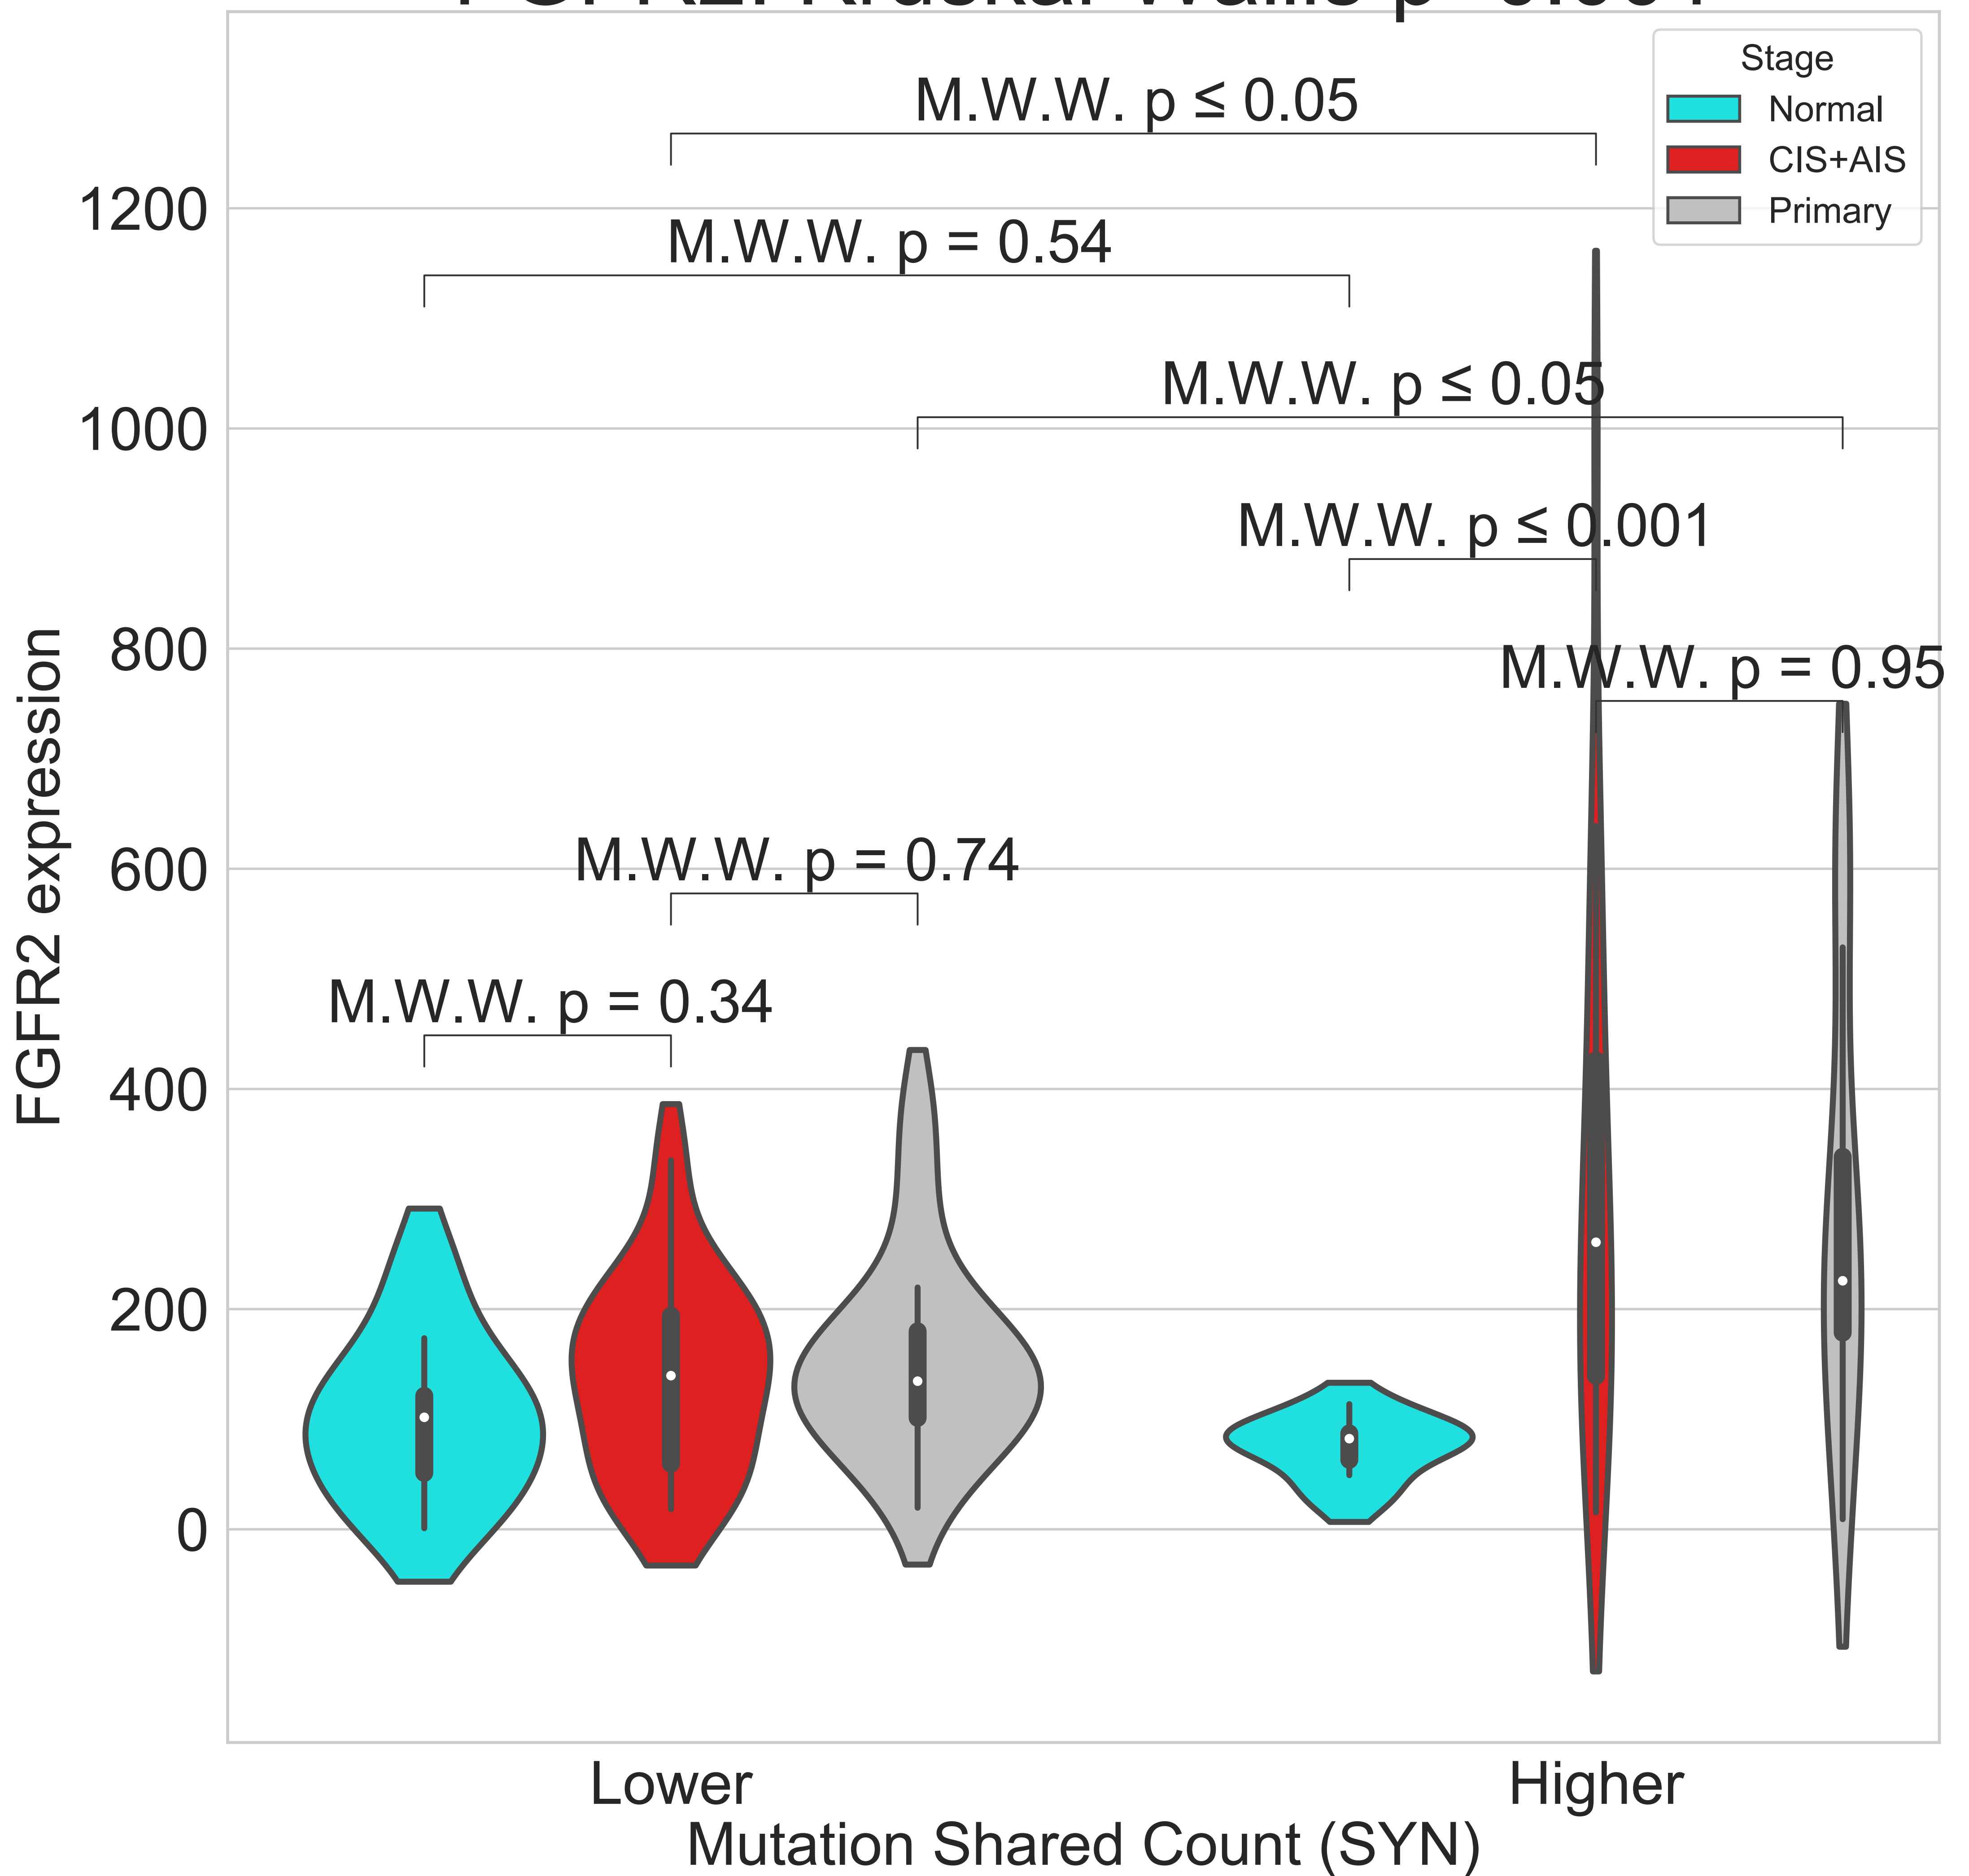 Stage
Normal
CIS+AIS
Primary
M.W.W. p ≤ 0.05
M.W.W. p = 0.54
M.W.W. p ≤ 0.05
M.W.W. p ≤ 0.001
M.W.W. p = 0.95
M.W.W. p = 0.74
M.W.W. p = 0.34
1200
1000
800
600
400
200
0
FGFR2 expression
Lower
Higher
Mutation Shared Count (SYN)